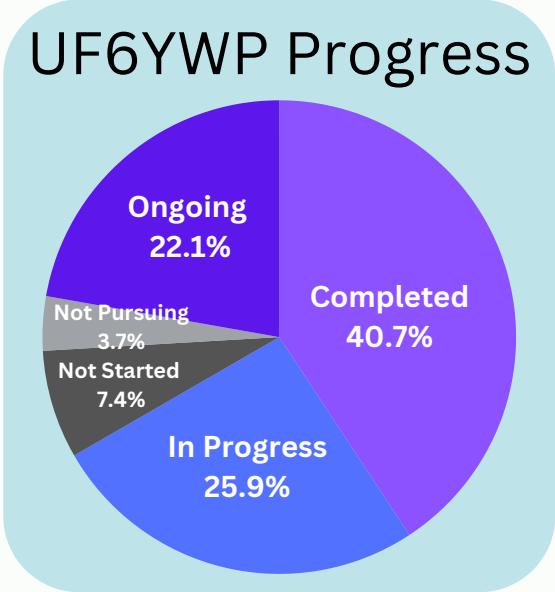 UF6YWP Progress
Ongoing
22.1%
Completed
40.7%
Not Pursuing
3.7%
Not Started
7.4%
In Progress
25.9%